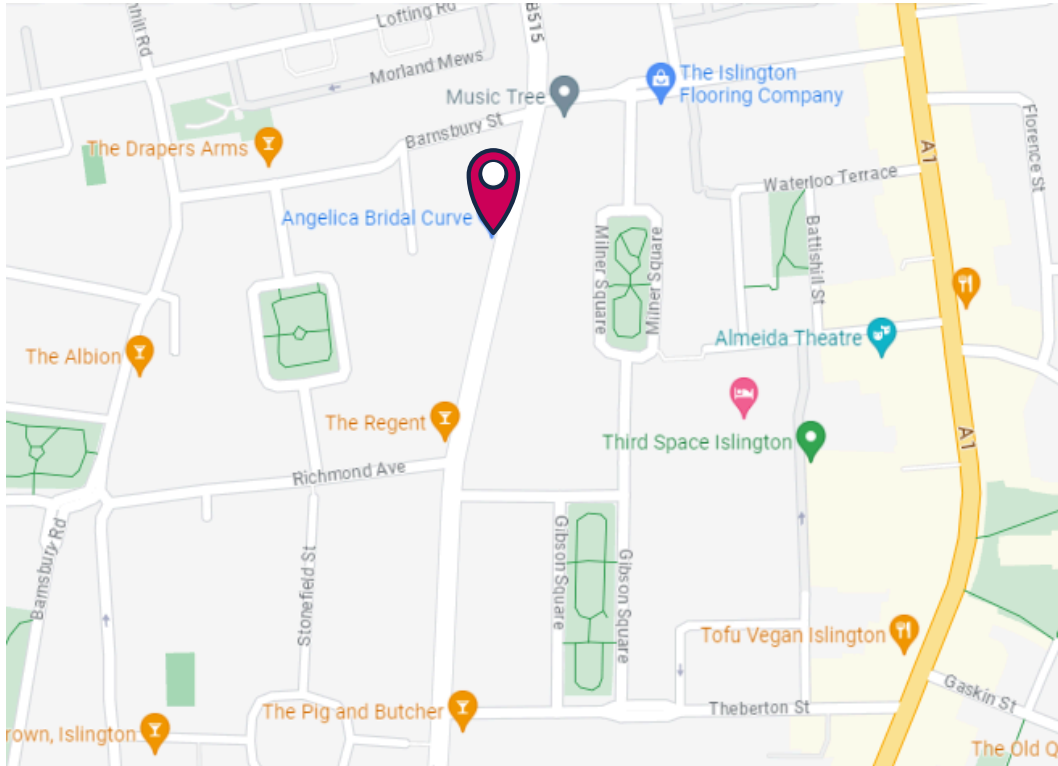 nhill Rd
Lofting Rd
B515
Morland Mews
Music Tree
The Islington
Flooring Company
Barnsbury St
The Drapers Arms
A1
Florence St
Waterloo Terrace
Angelica Bridal Curve
Milner Square
Milner Square
Battishill St
Almeida Theatre
The Albion
The Regent
Third Space Islington
A1
Richmond Ave
Barnsbury Rd
Stonefield St
Gibson Square
Gibson Square
Tofu Vegan Islington
Gaskin St
The Pig and Butcher
Theberton St
rown, Islington
The Old Q